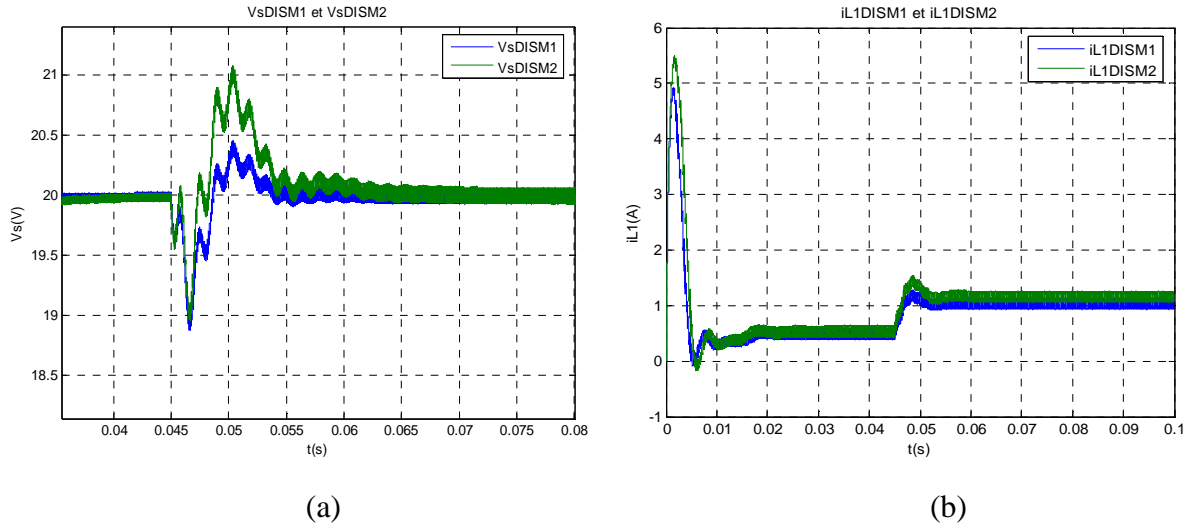 VsDISM1 et VsDISM2
VsDISM1
VsDISM2
21
20.5
20
19.5
19
18.5
Vs(V)
0.04
0.045
0.05
0.055
0.06
0.065
0.07
0.075
0.08
t(s)
(a)
iL1DISM1 et iL1DISM2
iL1DISM1
iL1DISM2
6
5
4
3
2
1
0
-1
iL1(A)
0
0.01
0.02
0.03
0.04
0.05
0.06
0.07
0.08
0.09
0.1
t(s)
(b)